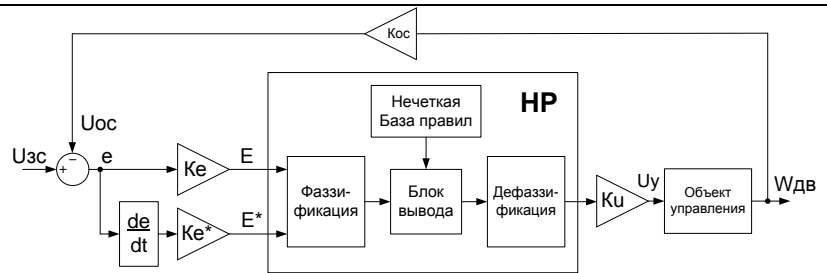 Кос
Нечеткая
База правил
НР
Uос
Uзс
+
−
e
Ke
E
Фаззи-
фикация
Блок
вывода
Дефаззи-
фикация
Ku
Uу
Объект
управления
Wдв
de
dt
Ke*
E*